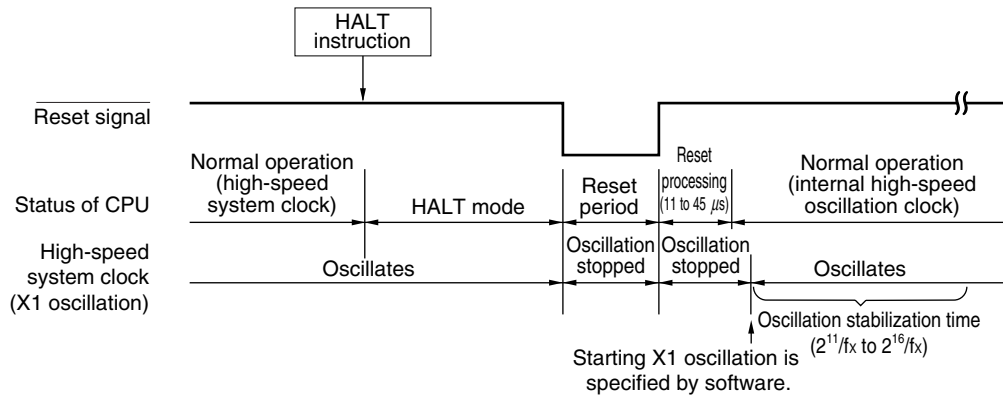 HALT
instruction
Reset signal
Normal operation
(high-speed
system clock)
HALT mode
Reset
period
Reset
processing
(11 to 45 μs)
Normal operation
(internal high-speed
oscillation clock)
Status of CPU
High-speed
system clock
(X1 oscillation)
Oscillates
Oscillation
stopped
Oscillation
stopped
Oscillates
Oscillation stabilization time
(2¹¹/fx to 2¹⁶/fx)
Starting X1 oscillation is
specified by software.